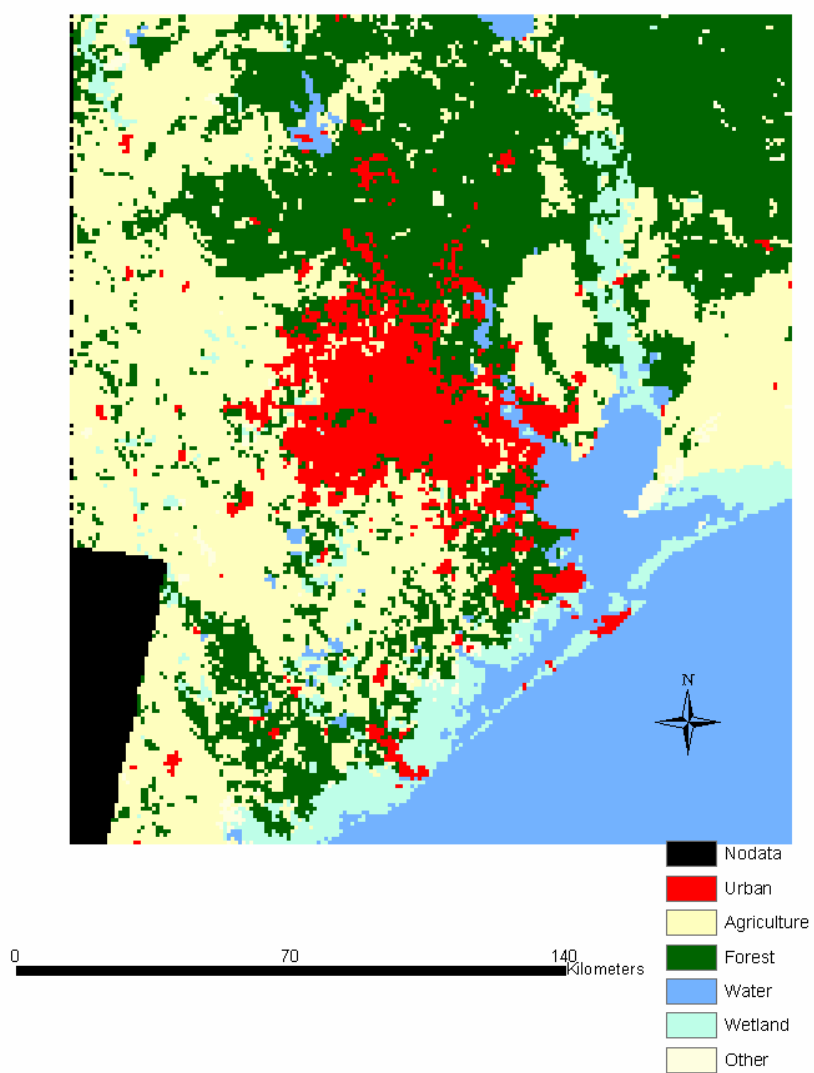 N
Nodata
Urban
Agriculture
Forest
Water
Wetland
Other
0 70 140
Kilometers